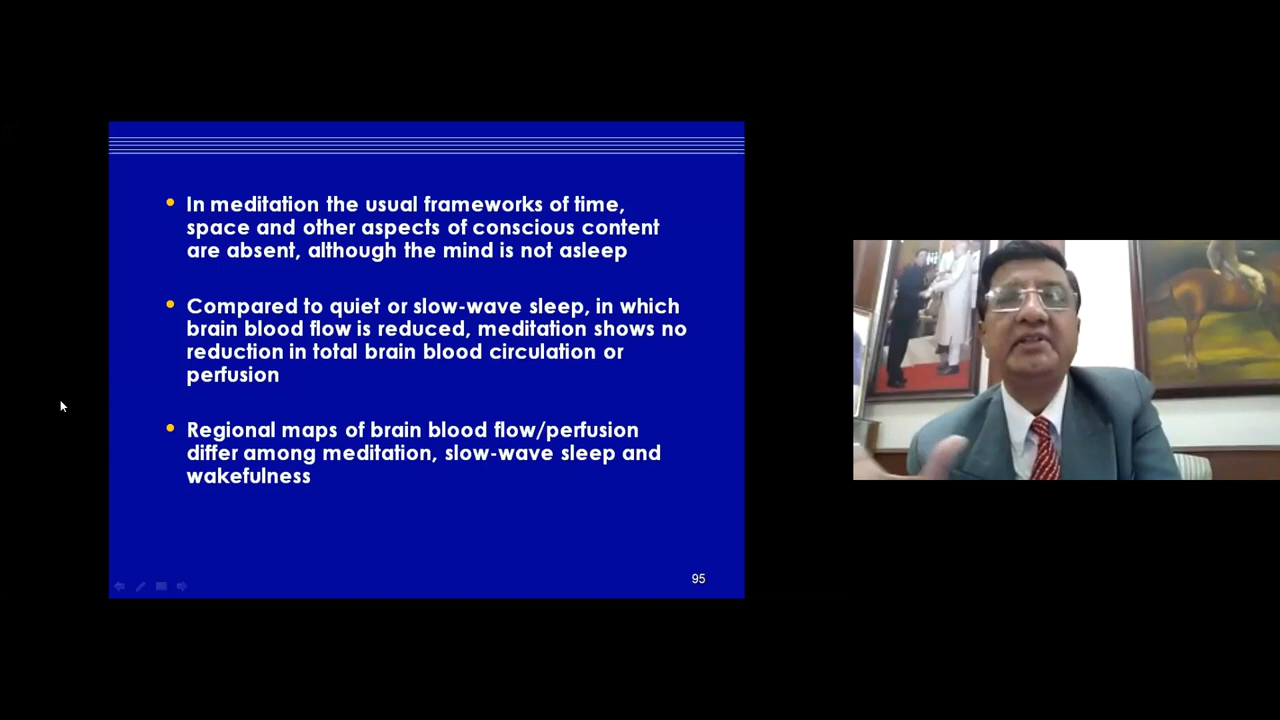 In meditation the usual frameworks of time,
space and other aspects of conscious content
are absent, although the mind is not asleep
Compared to quiet or slow-wave sleep, in which
brain blood flow is reduced, meditation shows no
reduction in total brain blood circulation or
perfusion
Regional maps of brain blood flow/perfusion
differ among meditation, slow-wave sleep and
wakefulness
95